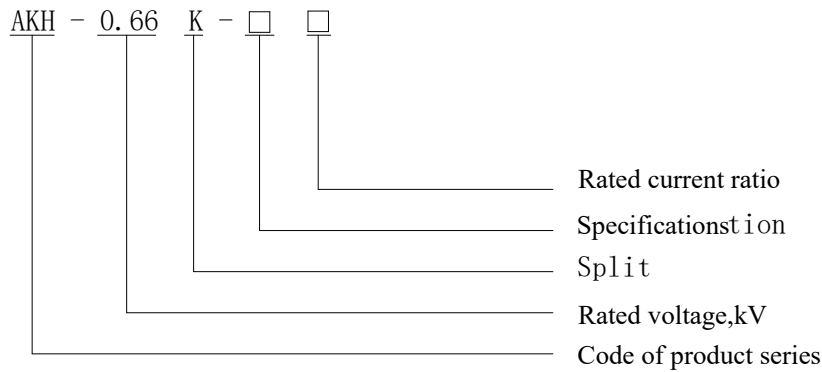 AKH - 0.66 K - □ □
Rated current ratio
Specificationstion
Split
Rated voltage,kV
Code of product series